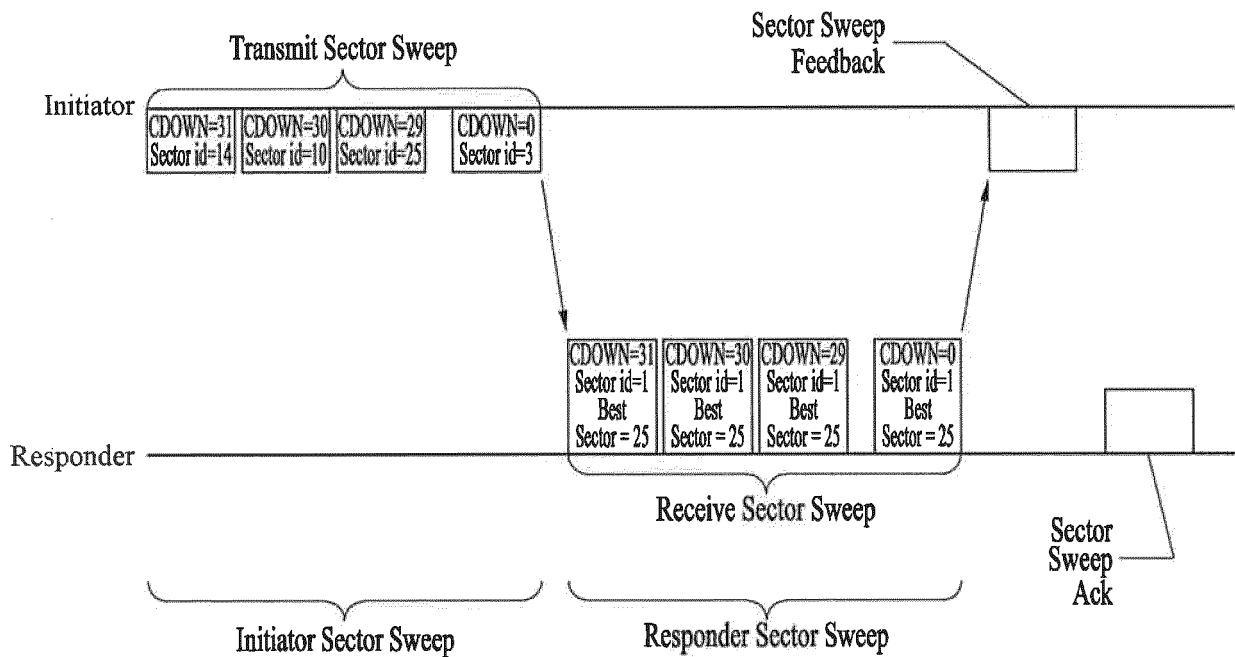 Transmit Sector Sweep
Sector Sweep
Feedback
Initiator
CDOWN=31
Sector id=14
CDOWN=30
Sector id=10
CDOWN=29
Sector id=25
CDOWN=0
Sector id=3
CDOWN=31
Sector id=1
Best
Sector = 25
CDOWN=30
Sector id=1
Best
Sector = 25
CDOWN=29
Sector id=1
Best
Sector = 25
CDOWN=0
Sector id=1
Best
Sector = 25
Responder
Receive Sector Sweep
Sector
Sweep
Ack
Initiator Sector Sweep
Responder Sector Sweep